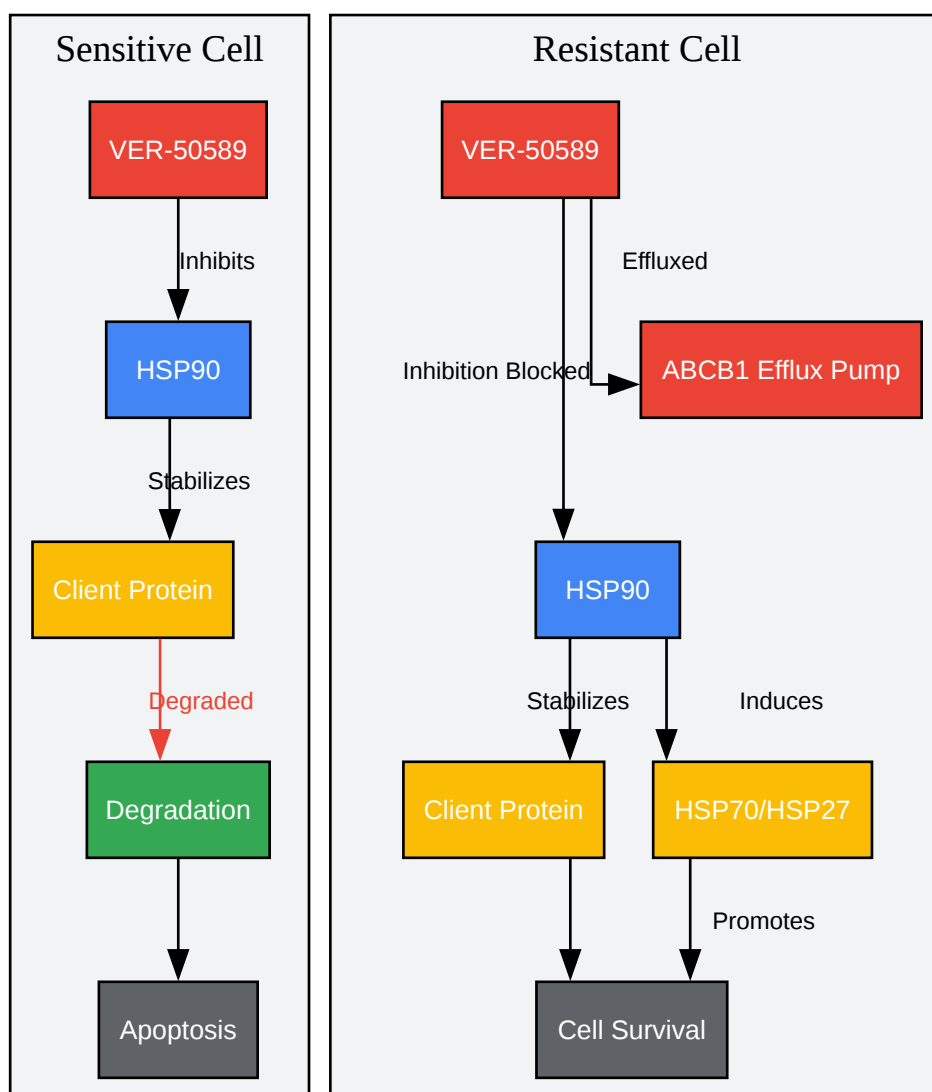 Sensitive Cell
VER-50589
Inhibits
HSP90
Stabilizes
Client Protein
Degraded
Degradation
Apoptosis
Resistant Cell
VER-50589
Effluxed
Inhibition Blocked
ABCB1 Efflux Pump
HSP90
Stabilizes
Induces
Client Protein
HSP70/HSP27
Promotes
Cell Survival